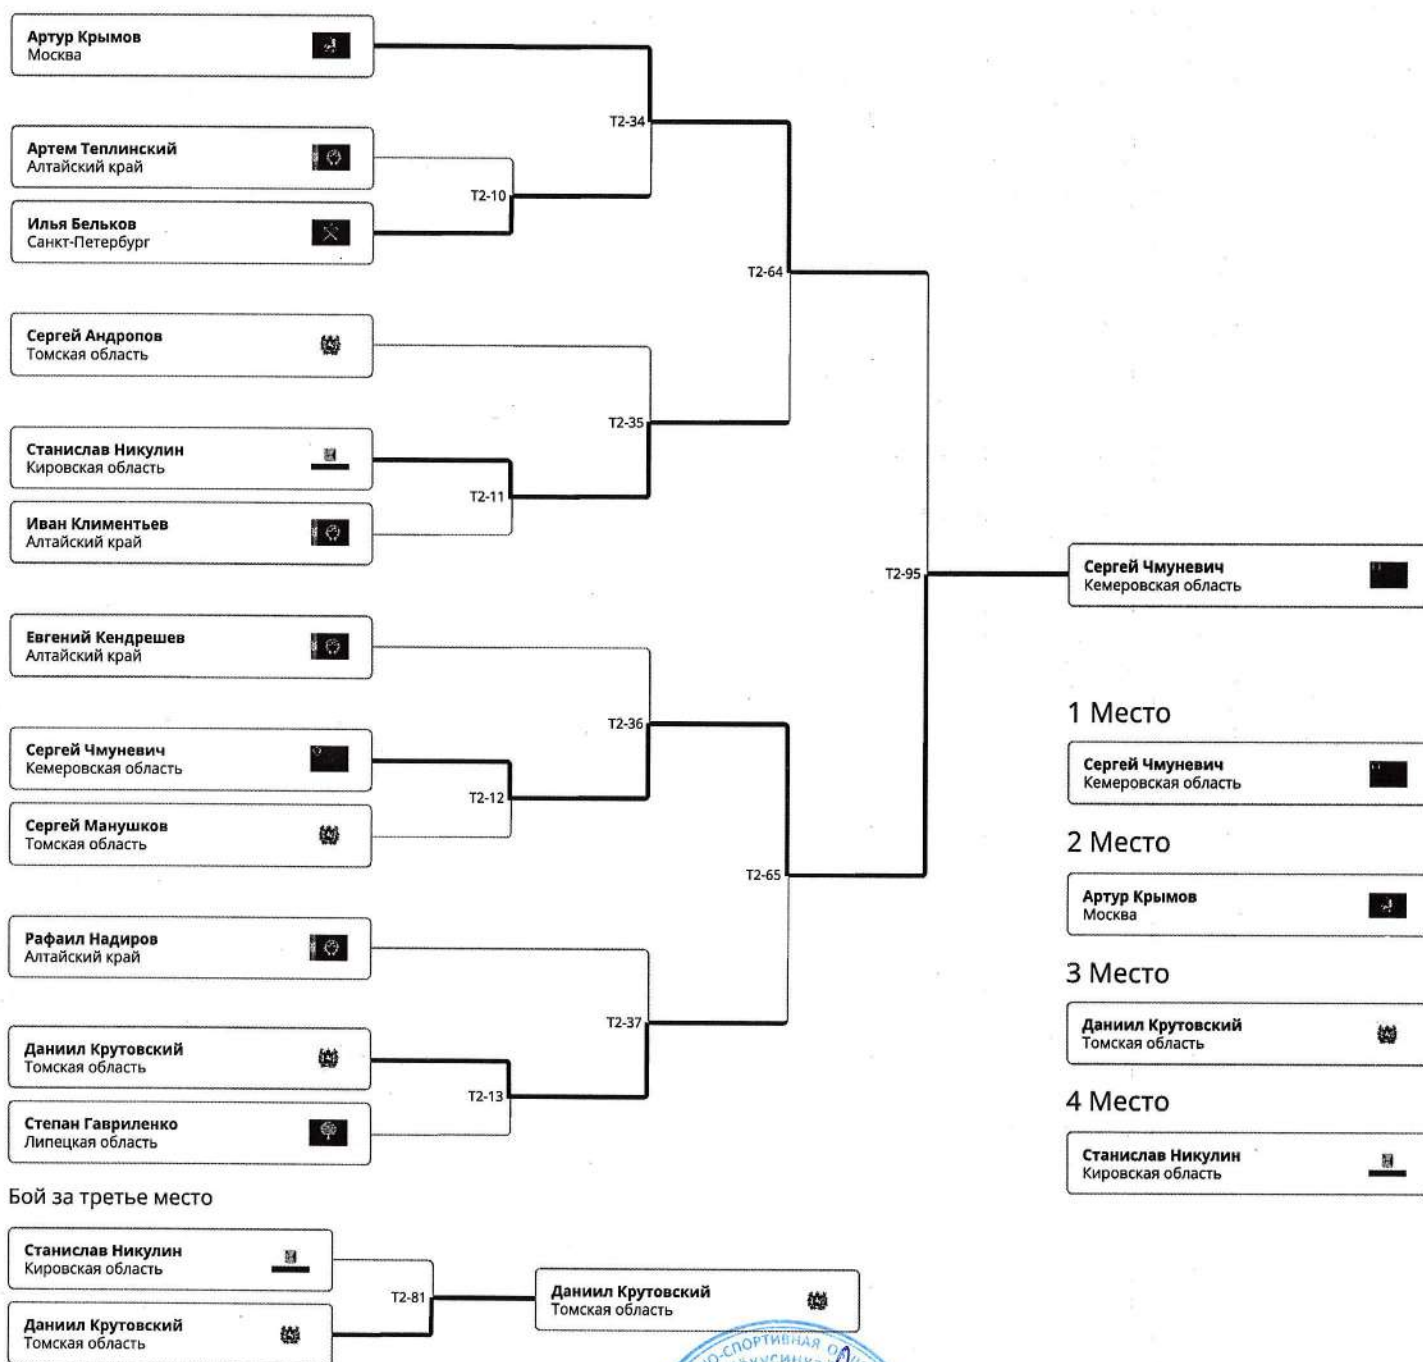 Артур Крымов
Москва
Артем Теплинский
Алтайский край
Илья Бельков
Санкт-Петербург
Сергей Андропов
Томская область
Станислав Никулин
Кировская область
Иван Климентьев
Алтайский край
Евгений Кендрешев
Алтайский край
Сергей Чмуневич
Кемеровская область
Сергей Манушков
Томская область
Рафаил Надиров
Алтайский край
Даниил Крутовский
Томская область
Степан Гавриленко
Липецкая область
T2-10
T2-11
T2-12
T2-13
T2-34
T2-35
T2-36
T2-37
T2-64
T2-65
T2-95
Сергей Чмуневич
Кемеровская область
1 Место
Сергей Чмуневич
Кемеровская область
2 Место
Артур Крымов
Москва
3 Место
Даниил Крутовский
Томская область
4 Место
Станислав Никулин
Кировская область
Бой за третье место
Станислав Никулин
Кировская область
Даниил Крутовский
Томская область
T2-81
Даниил Крутовский
Томская область